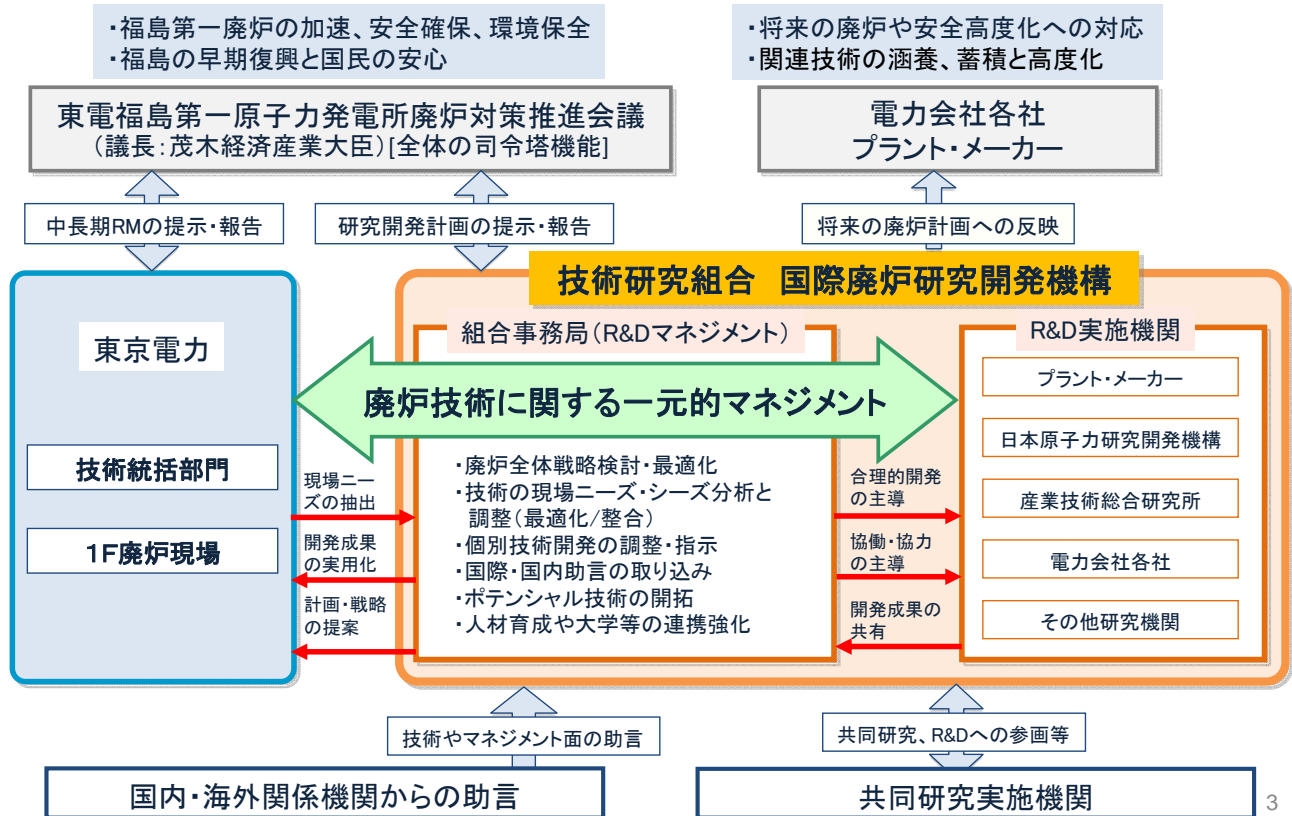 ・福島第一廃炉の加速、安全確保、環境保全
・福島の早期復興と国民の安心
・将来の廃炉や安全高度化への対応
・関連技術の涵養、蓄積と高度化
東電福島第一原子力発電所廃炉対策推進会議
（議長：茂木経済産業大臣）[全体の司令塔機能]
電力会社各社
プラント・メーカー
中長期RMの提示・報告
研究開発計画の提示・報告
将来の廃炉計画への反映
技術研究組合　国際廃炉研究開発機構
東京電力
技術統括部門
1F廃炉現場
組合事務局（R&Dマネジメント）
R&D実施機関
廃炉技術に関する一元的マネジメント
現場ニー
ズの抽出
開発成果
の実用化
計画・戦略
の提案
・廃炉全体戦略検討・最適化
・技術の現場ニーズ・シーズ分析と
調整（最適化/整合）
・個別技術開発の調整・指示
・国際・国内助言の取り込み
・ポテンシャル技術の開拓
・人材育成や大学等の連携強化
合理的開発
の主導
協働・協力
の主導
開発成果の
共有
プラント・メーカー
日本原子力研究開発機構
産業技術総合研究所
電力会社各社
その他研究機関
技術やマネジメント面の助言
共同研究、R&Dへの参画等
国内・海外関係機関からの助言
共同研究実施機関
3